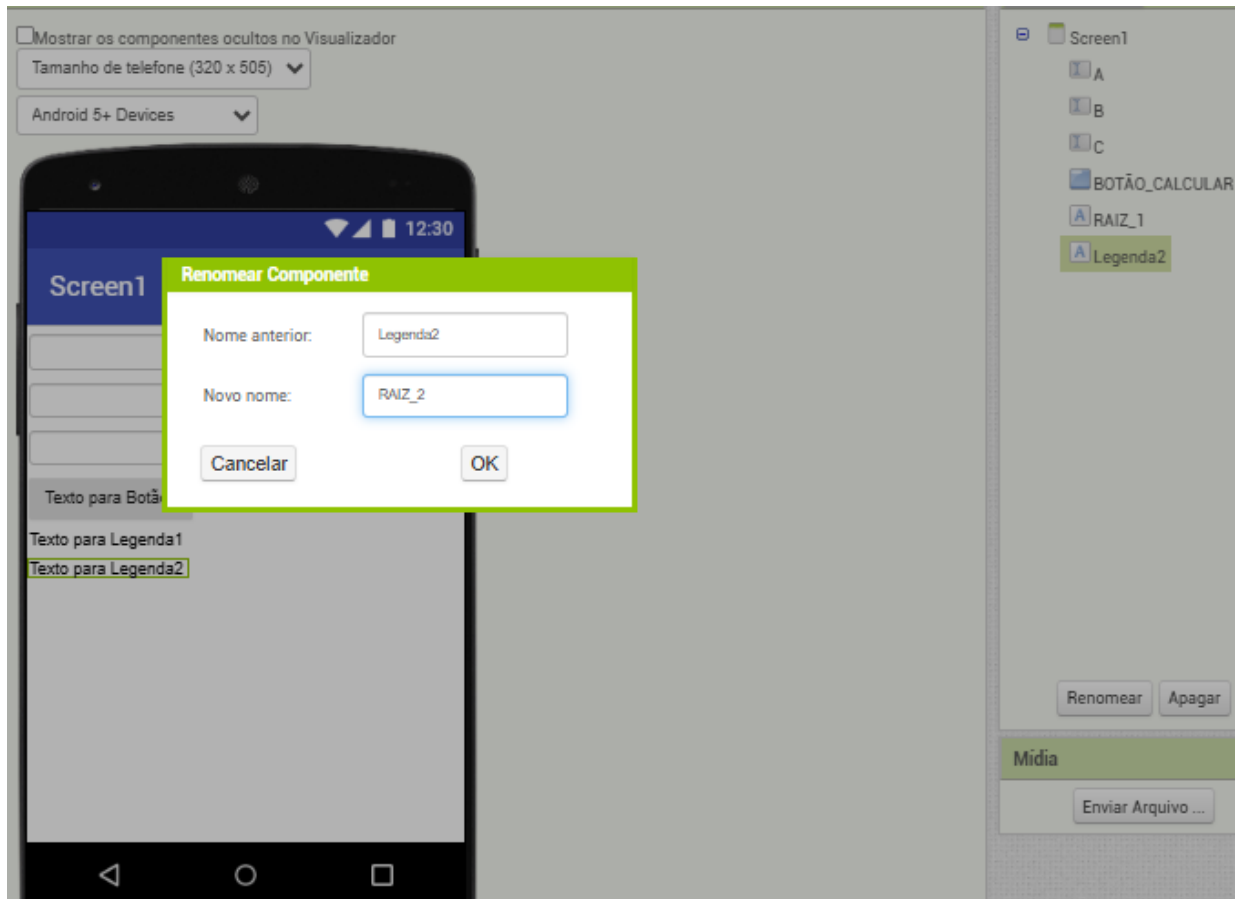 Mostrar os componentes ocultos no Visualizador
Tamanho de telefone (320 x 505)
Android 5+ Devices
12:30
Screen1
Renomear Componente
Nome anterior:
Legenda2
Novo nome:
RAIZ_2
Cancelar
OK
Texto para Botã
Texto para Legenda1
Texto para Legenda2
Screen1
A
B
C
BOTÃO_CALCULAR
RAIZ_1
Legenda2
Renomear
Apagar
Mídia
Enviar Arquivo ...